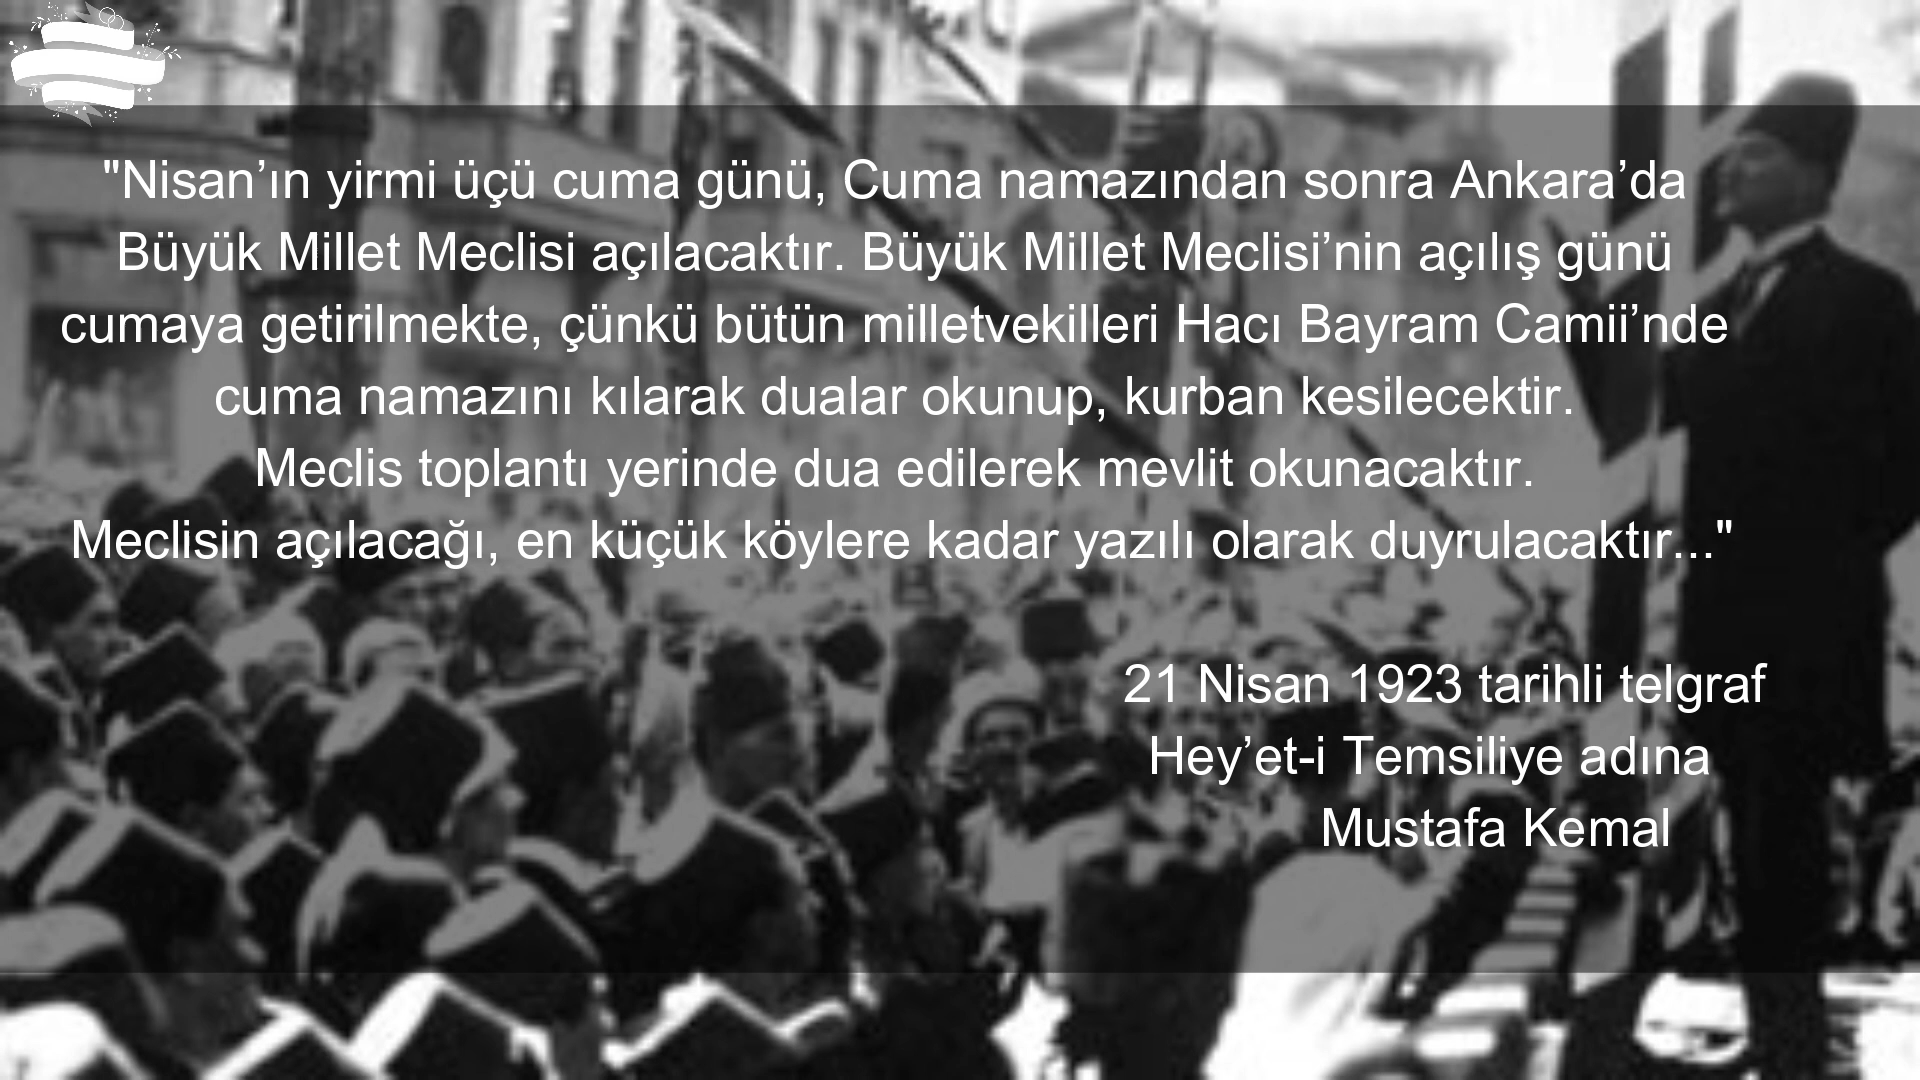 "Nisan’ın yirmi üçü cuma günü, Cuma namazından sonra Ankara’da
Büyük Millet Meclisi açılacaktır. Büyük Millet Meclisi’nin açılış günü
cumaya getirilmekte, çünkü bütün milletvekilleri Hacı Bayram Camii’nde
cuma namazını kılarak dualar okunup, kurban kesilecektir.
Meclis toplantı yerinde dua edilerek mevlit okunacaktır.
Meclisin açılacağı, en küçük köylere kadar yazılı olarak duyrulacaktır..."
21 Nisan 1923 tarihli telgraf
Hey’et-i Temsiliye adına
Mustafa Kemal